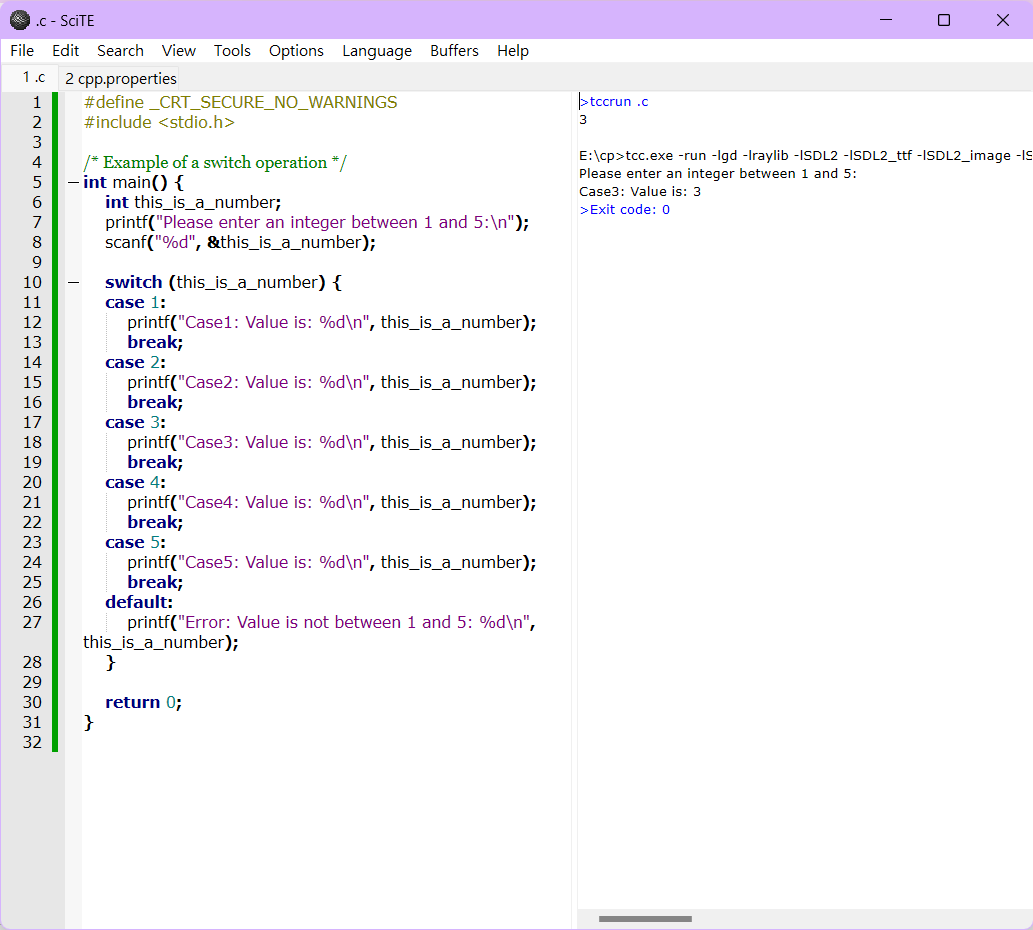 .c - SciTE
File Edit Search View Tools Options Language Buffers Help
1 .c 2 cpp.properties
1 #define _CRT_SECURE_NO_WARNINGS
2 #include <stdio.h>
3
4 /* Example of a switch operation */
5 int main() {
6 int this_is_a_number;
7 printf("Please enter an integer between 1 and 5:\n");
8 scanf("%d", &this_is_a_number);
9
10 switch (this_is_a_number) {
11 case 1:
12 printf("Case1: Value is: %d\n", this_is_a_number);
13 break;
14 case 2:
15 printf("Case2: Value is: %d\n", this_is_a_number);
16 break;
17 case 3:
18 printf("Case3: Value is: %d\n", this_is_a_number);
19 break;
20 case 4:
21 printf("Case4: Value is: %d\n", this_is_a_number);
22 break;
23 case 5:
24 printf("Case5: Value is: %d\n", this_is_a_number);
25 break;
26 default:
27 printf("Error: Value is not between 1 and 5: %d\n",
this_is_a_number);
28 }
29
30 return 0;
31 }
32
>tccrun .c
3
E:\cp>tcc.exe -run -lgd -lraylib -lSDL2 -lSDL2_ttf -lSDL2_image -lS
Please enter an integer between 1 and 5:
Case3: Value is: 3
>Exit code: 0